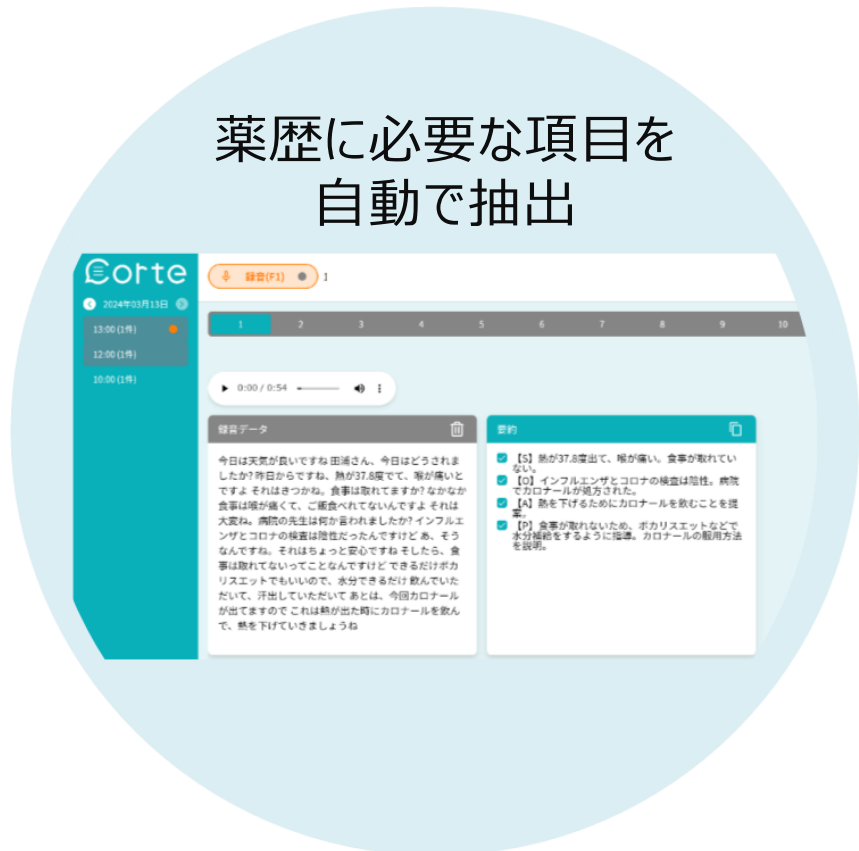 薬歴に必要な項目を
自動で抽出
Corte
2024年03月13日
13:00 (1件)
12:00 (1件)
10:00 (1件)
録音(F1)
1
1 2 3 4 5 6 7 8 9 10
0:00 / 0:54
録音データ
今日は天気が良いですね 田浦さん、今日はどうされま
したか? 昨日からですね、熱が37.8度でて、喉が痛いと
ですよ それはきつかね。食事は取れてますか? なかなか
食事は喉が痛くて、ご飯食べれてないんですよ それは
大変ね。病院の先生は何か言われましたか? インフルエ
ンザとコロナの検査は陰性だったんですけど あ、そう
なんですね。それはちょっと安心ですね そしたら、食
事は取れてないってことなんですけど できるだけポカ
リスエットでもいいので、水分できるだけ 飲んでいた
だいて、汗出していただいて あとは、今回カロナール
が出てますので これは熱が出た時にカロナールを飲ん
で、熱を下げていきましょうね
要約
【S】熱が37.8度出て、喉が痛い。食事が取れてい
ない。
【O】インフルエンザとコロナの検査は陰性。病院
でカロナールが処方された。
【A】熱を下げるためにカロナールを飲むことを提
案。
【P】食事が取れないため、ポカリスエットなどで
水分補給をするように指導。カロナールの服用方法
を説明。